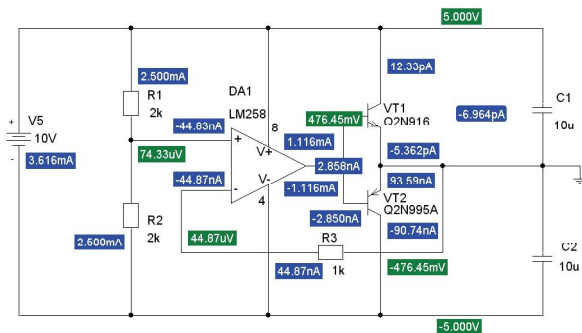 5.000V
12.33pA
2.500mA
DA1
LM258
R1
2k
VT1
Q2N916
-6.964pA
C1
10u
V5
10V
+
-
3.616mA
-44.83nA
476.45mV
8
+
V+
1.116mA
74.33uV
2.858nA
-5.362pA
-44.87nA
-
V-
-1.116mA
93.59nA
VT2
Q2N995A
4
-2.850nA
R2
2k
-90.74nA
2.600mA
44.87uV
R3
1k
C2
10u
44.87nA
-476.45mV
-5.000V